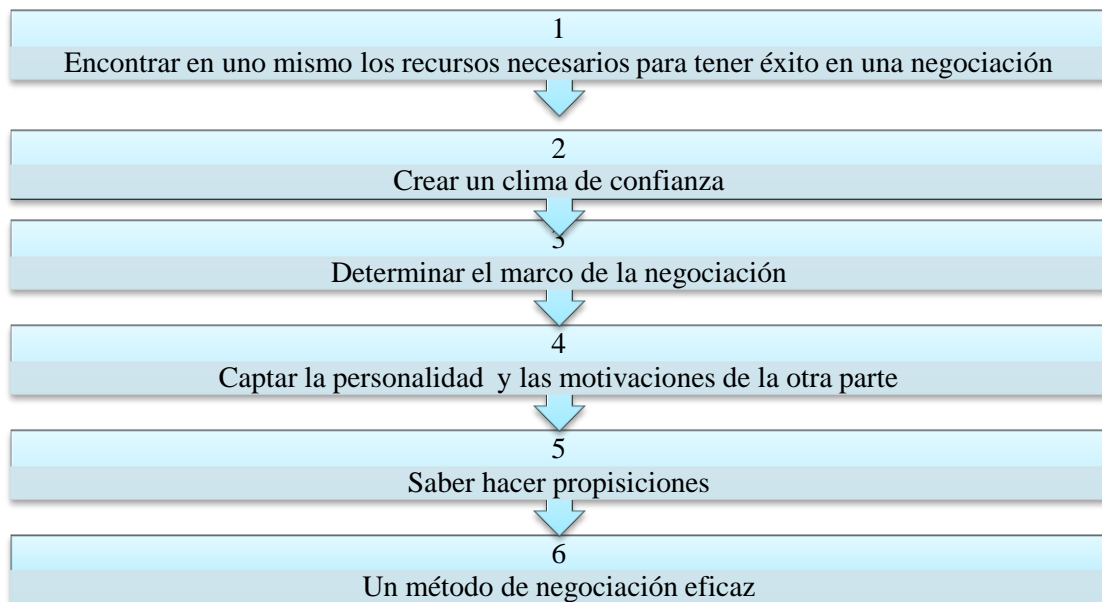 1
Encontrar en uno mismo los recursos necesarios para tener éxito en una negociación
2
Crear un clima de confianza
3
Determinar el marco de la negociación
4
Captar la personalidad y las motivaciones de la otra parte
5
Saber hacer propisiciones
6
Un método de negociación eficaz